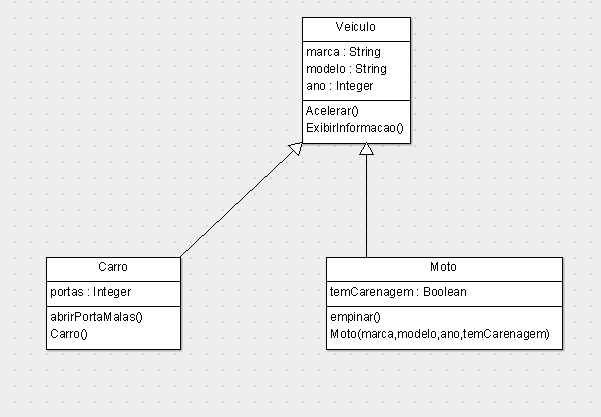 Veiculo
marca : String
modelo : String
ano : Integer
Acelerar()
ExibirInformacao()
Carro
portas : Integer
abrirPortaMalas()
Carro()
Moto
temCarenagem : Boolean
empinar()
Moto(marca,modelo,ano,temCarenagem)